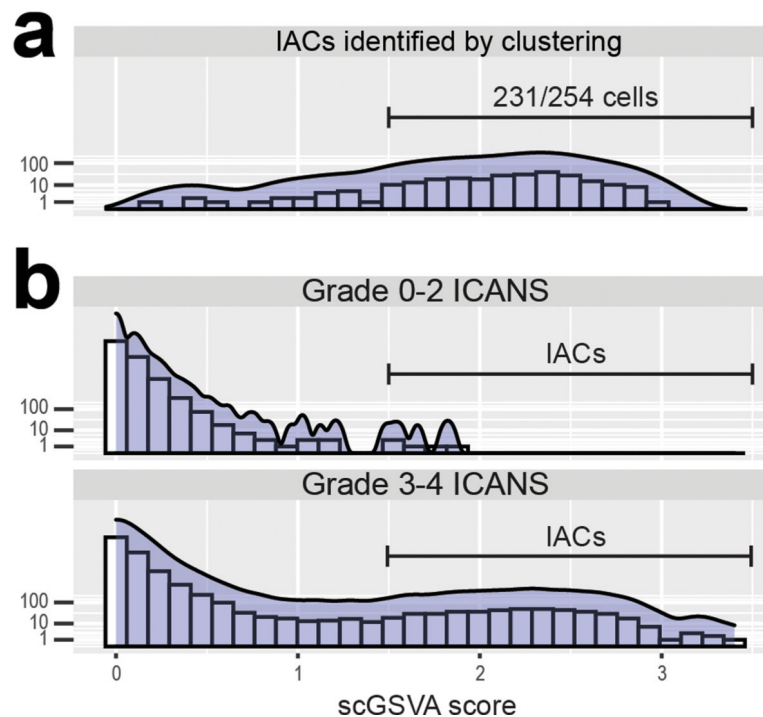 a
IACs identified by clustering
231/254 cells
100
10
1
b
Grade 0-2 ICANS
IACs
100
10
1
Grade 3-4 ICANS
IACs
100
10
1
0 1 2 3
scGSVA score